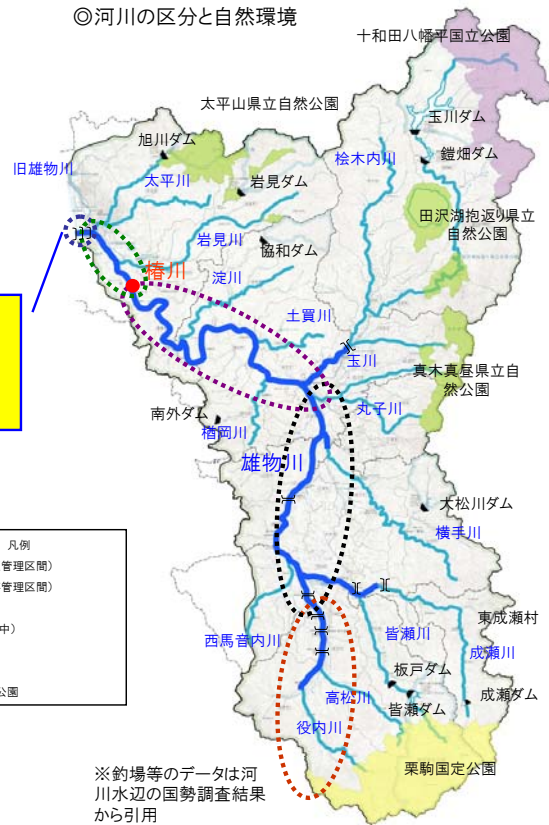 ◎河川の区分と自然環境
十和田八幡平国立公園
太平山県立自然公園
玉川ダム
旭川ダム
鎧畑ダム
桧木内川
旧雄物川
太平川
岩見ダム
田沢湖抱返り県立
自然公園
岩見川
協和ダム
椿川
淀川
土買川
玉川
真木真昼県立自
然公園
丸子川
南外ダム
楢岡川
雄物川
大松川ダム
横手川
凡例
管理区間)
管理区間)
中)
公園
東成瀬村
西馬音内川
皆瀬川
成瀬川
板戸ダム
成瀬ダム
高松川
皆瀬ダム
役内川
栗駒国定公園
※釣場等のデータは河
川水辺の国勢調査結果
から引用